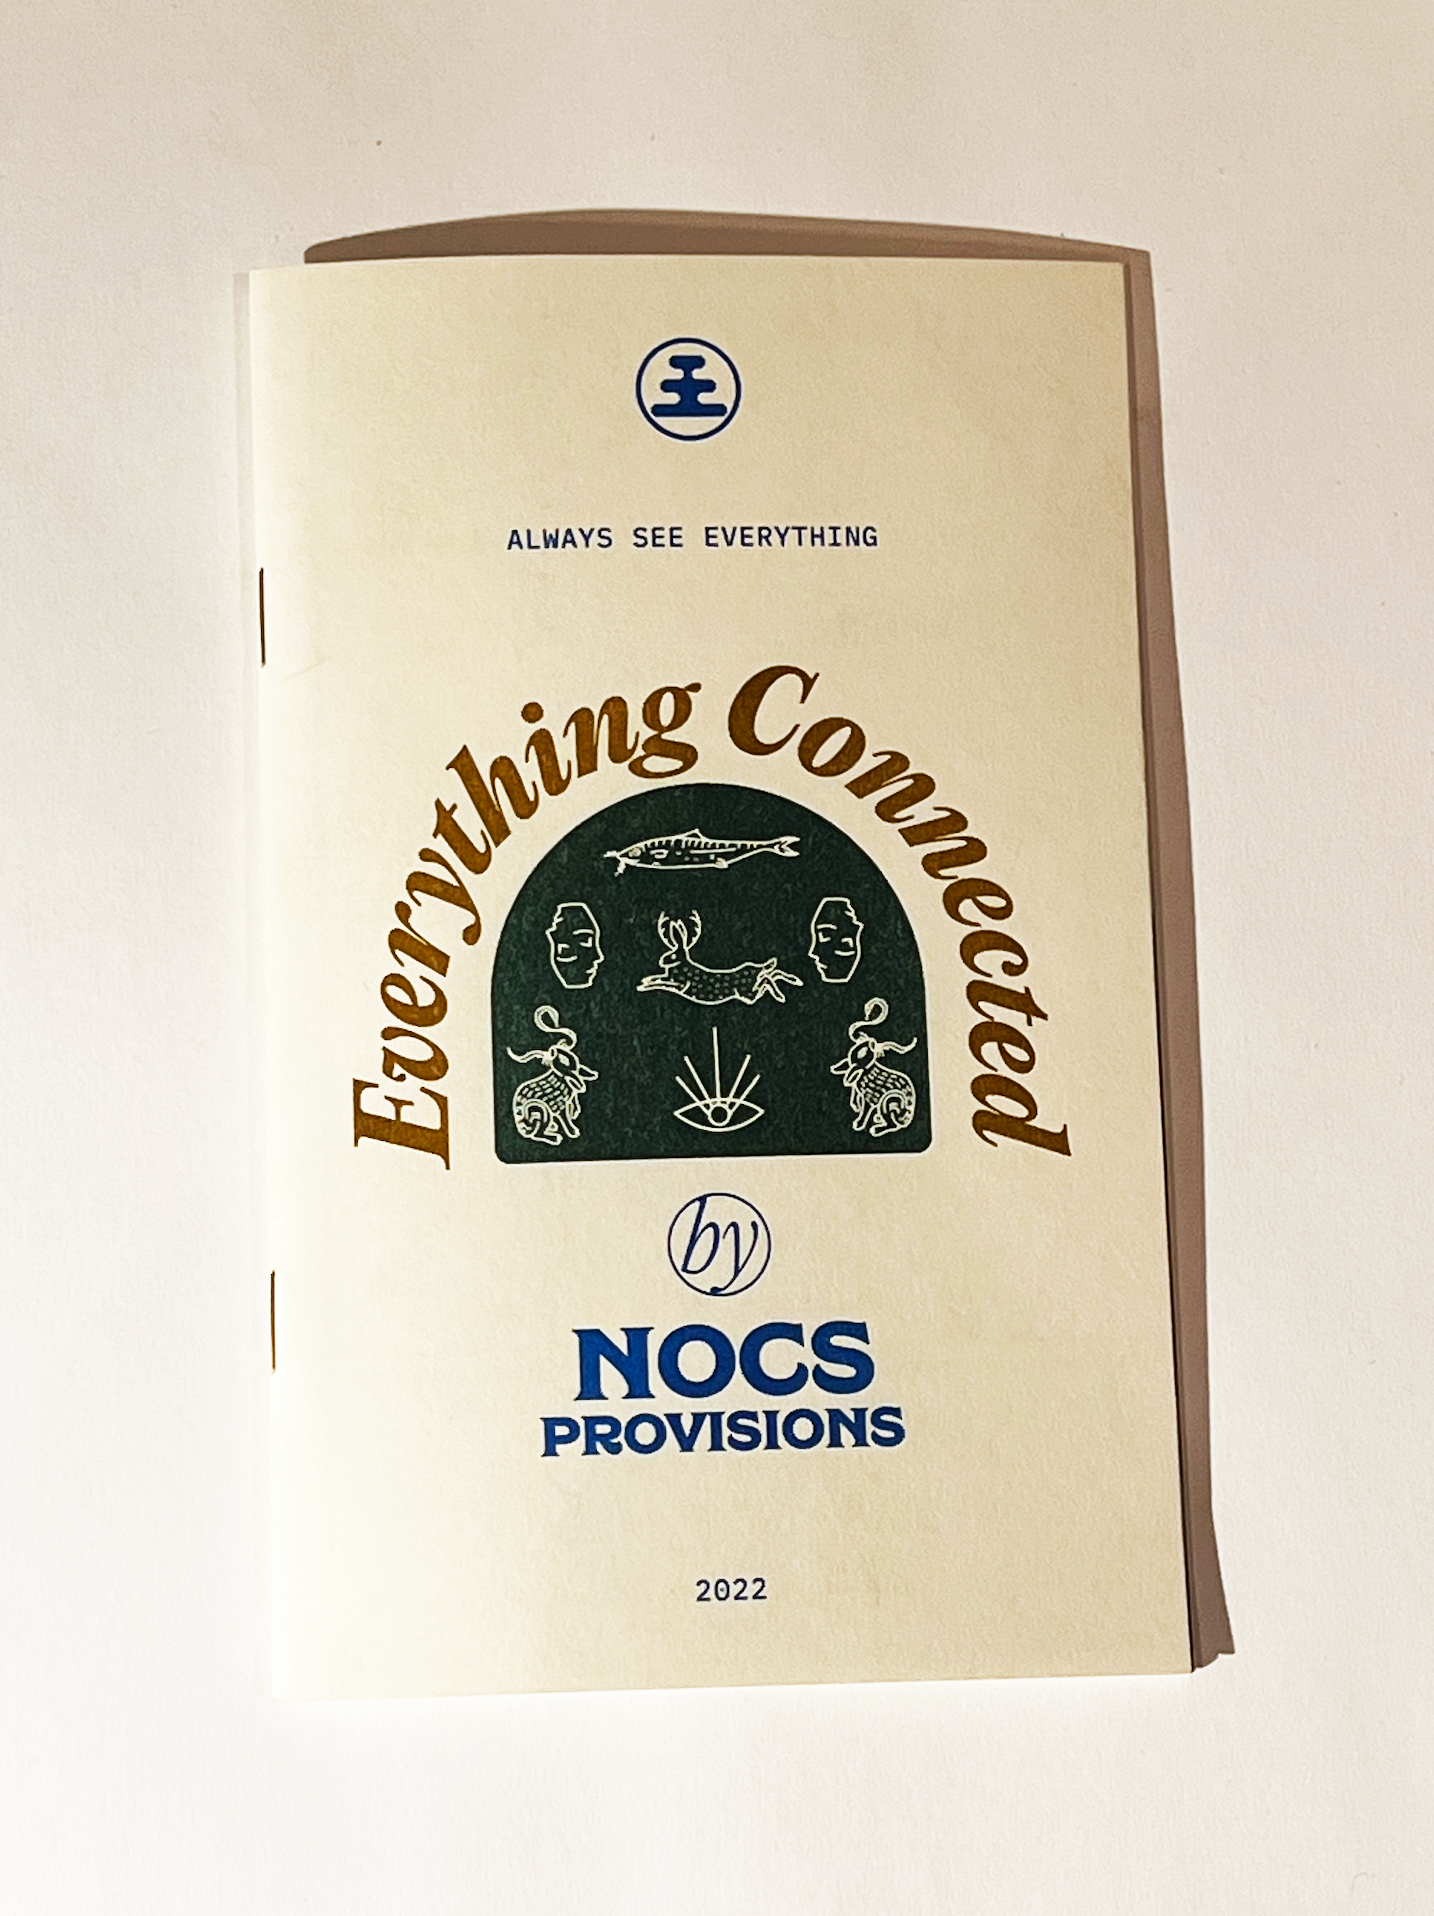 ALWAYS SEE EVERYTHING
Everything Connected
by
NOCS
PROVISIONS
2022